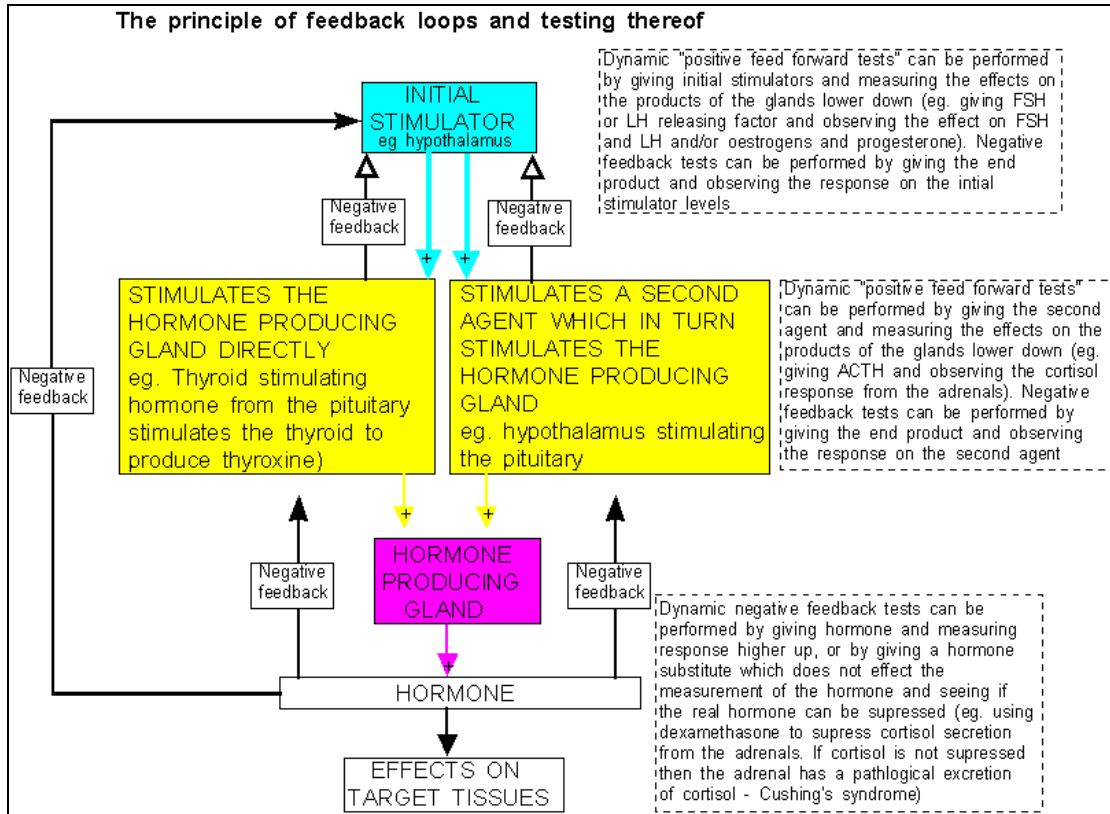 The principle of feedback loops and testing thereof
Dynamic "positive feed forward tests" can be performed
by giving initial stimulators and measuring the effects on
the products of the glands lower down (eg. giving FSH
or LH releasing factor and observing the effect on FSH
and LH and/or oestrogens and progesterone). Negative
feedback tests can be performed by giving the end
product and observing the response on the intial
stimulator levels
INITIAL
STIMULATOR
eg hypothalamus
Negative
feedback
Negative
feedback
+
+
STIMULATES THE
HORMONE PRODUCING
GLAND DIRECTLY
eg. Thyroid stimulating
hormone from the pituitary
stimulates the thyroid to
produce thyroxine)
STIMULATES A SECOND
AGENT WHICH IN TURN
STIMULATES THE
HORMONE PRODUCING
GLAND
eg. hypothalamus stimulating
the pituitary
Dynamic "positive feed forward tests"
can be performed by giving the second
agent and measuring the effects on the
products of the glands lower down (eg.
giving ACTH and observing the cortisol
response from the adrenals). Negative
feedback tests can be performed by
giving the end product and observing
the response on the second agent
Negative
feedback
+
+
HORMONE
PRODUCING
GLAND
Negative
feedback
Negative
feedback
+
HORMONE
Dynamic negative feedback tests can be
performed by giving hormone and measuring
response higher up, or by giving a hormone
substitute which does not effect the
measurement of the hormone and seeing if
the real hormone can be supressed (eg. using
dexamethasone to supress cortisol secretion
from the adrenals. If cortisol is not supressed
then the adrenal has a pathlogical excretion
of cortisol - Cushing's syndrome)
EFFECTS ON
TARGET TISSUES